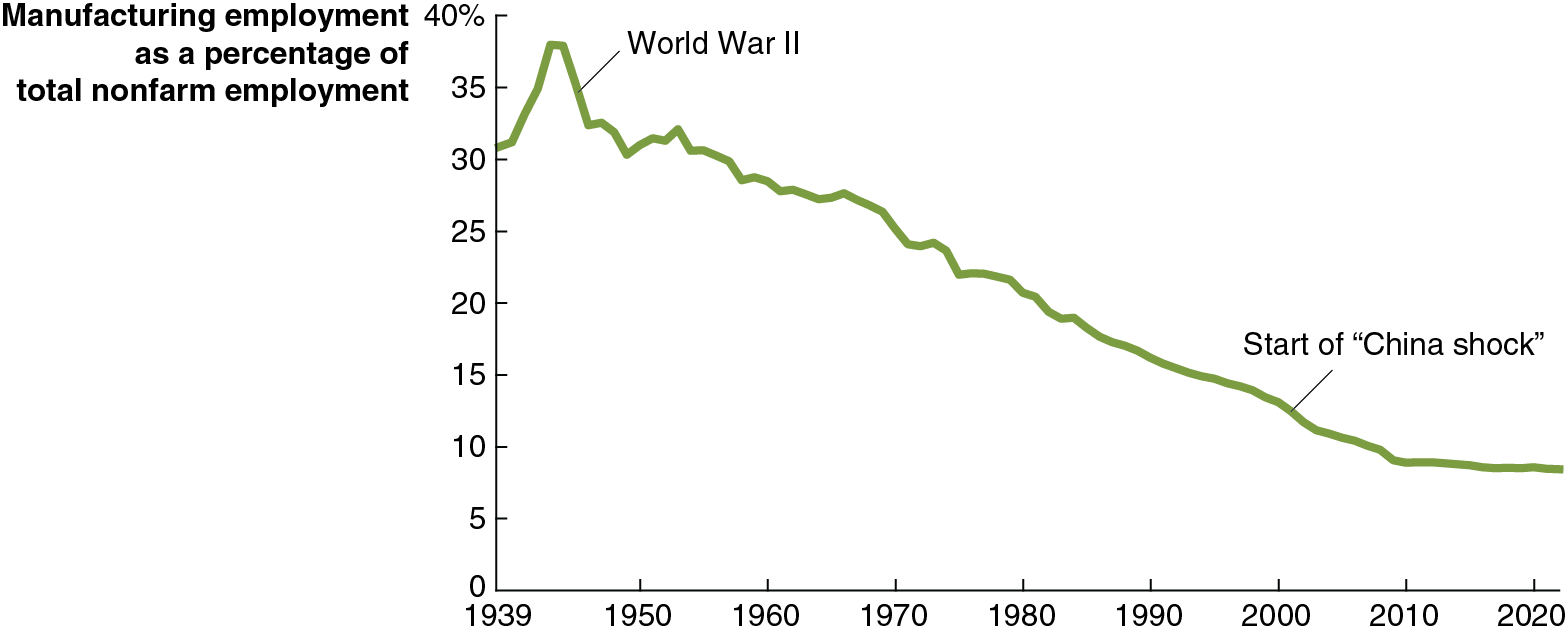 Manufacturing employment
as a percentage of
total nonfarm employment
40%
35
30
25
20
15
10
5
0
World War II
Start of “China shock”
1939 1950 1960 1970 1980 1990 2000 2010 2020